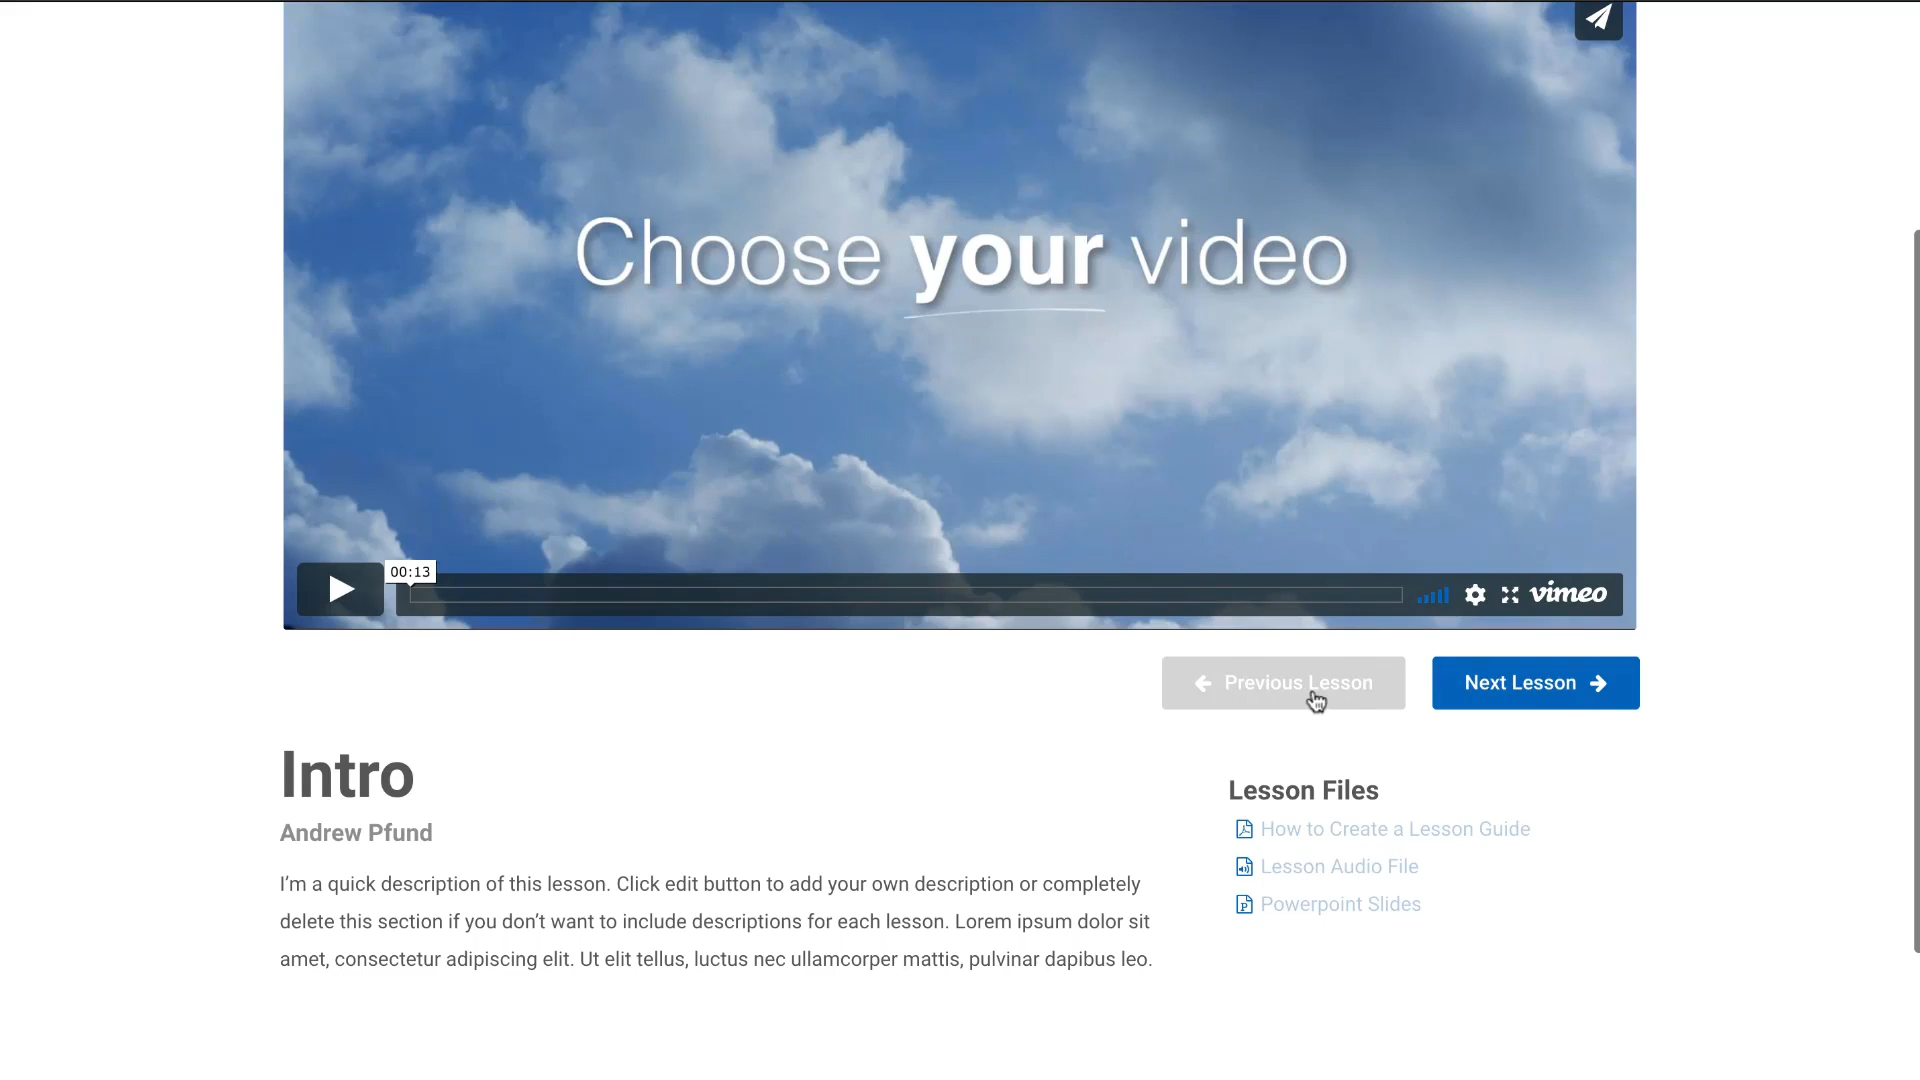 Choose your video
00:13
vimeo
Previous Lesson
Next Lesson
Intro
Andrew Pfund
I'm a quick description of this lesson. Click edit button to add your own description or completely
delete this section if you don't want to include descriptions for each lesson. Lorem ipsum dolor sit
amet, consectetur adipiscing elit. Ut elit tellus, luctus nec ullamcorper mattis, pulvinar dapibus leo.
Lesson Files
How to Create a Lesson Guide
Lesson Audio File
Powerpoint Slides